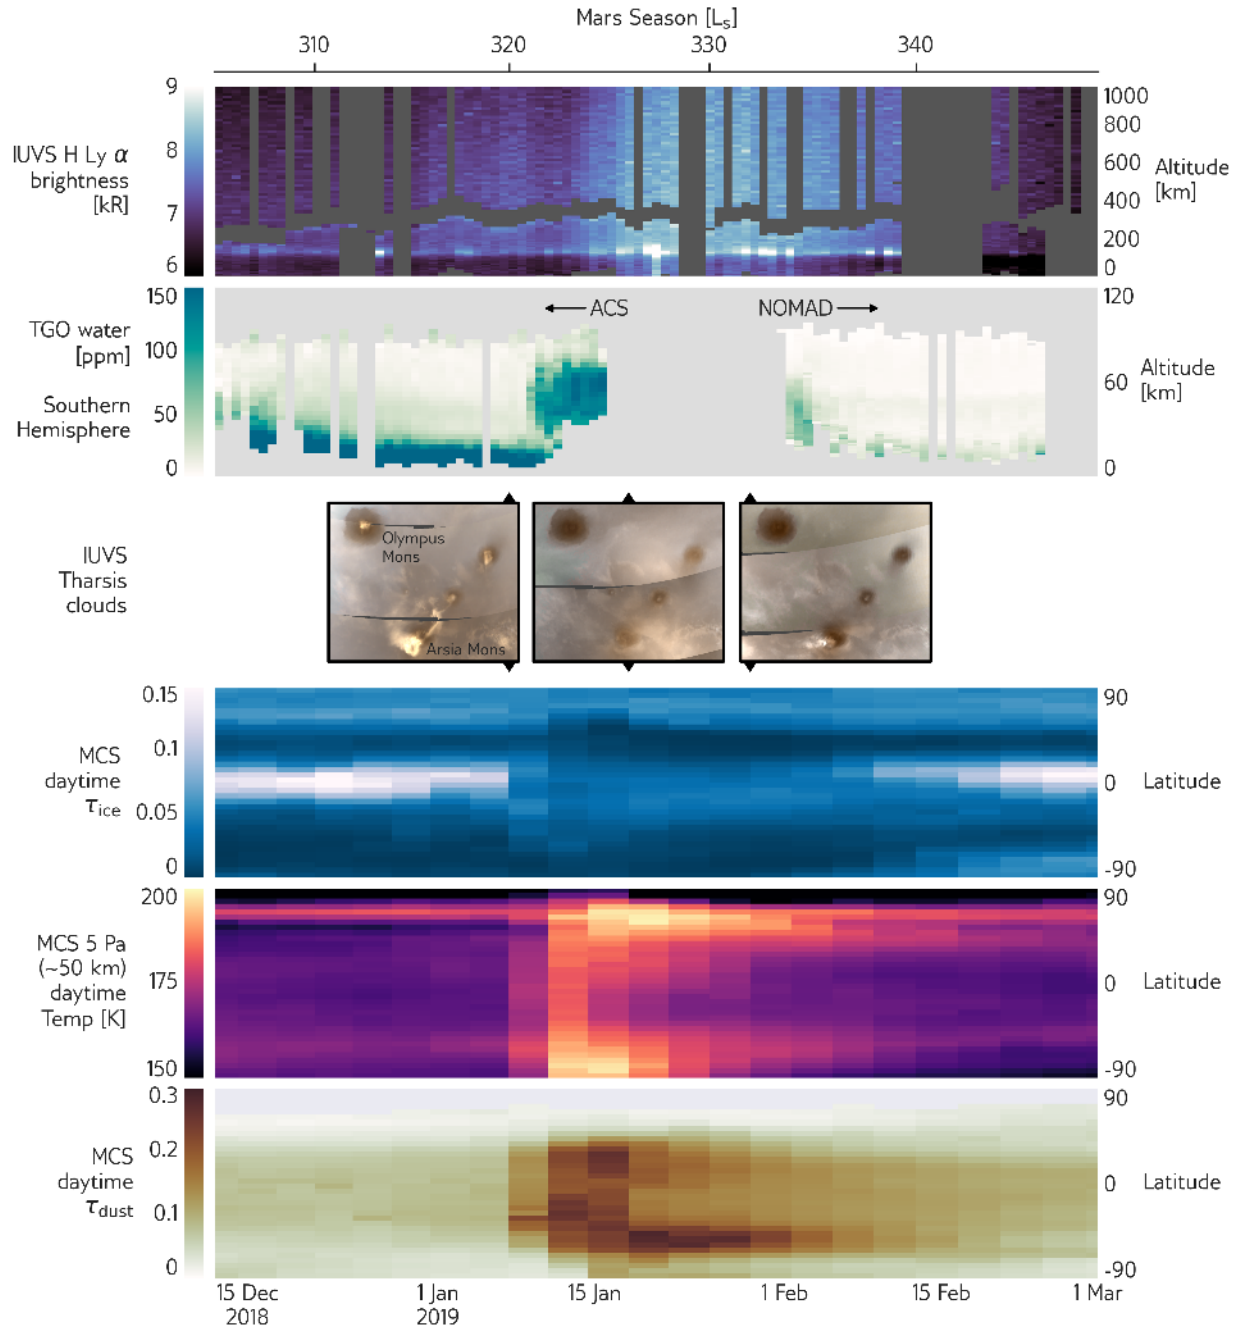 Mars Season [Ls]
310 320 330 340
9
8
7
6
IUVS H Ly α
brightness
[kR]
1000
800
600
400
200
0
Altitude
[km]
150
100
50
0
TGO water
[ppm]
Southern
Hemisphere
← ACS
NOMAD →
120
60
0
Altitude
[km]
IUVS
Tharsis
clouds
Olympus
Mons
Arsia Mons
0.15
0.1
0.05
0
MCS
daytime
τice
90
0
-90
Latitude
200
175
150
MCS 5 Pa
(~50 km)
daytime
Temp [K]
90
0
-90
Latitude
0.3
0.2
0.1
0
MCS
daytime
τdust
90
0
-90
Latitude
15 Dec 1 Jan 15 Jan 1 Feb 15 Feb 1 Mar
2018 2019